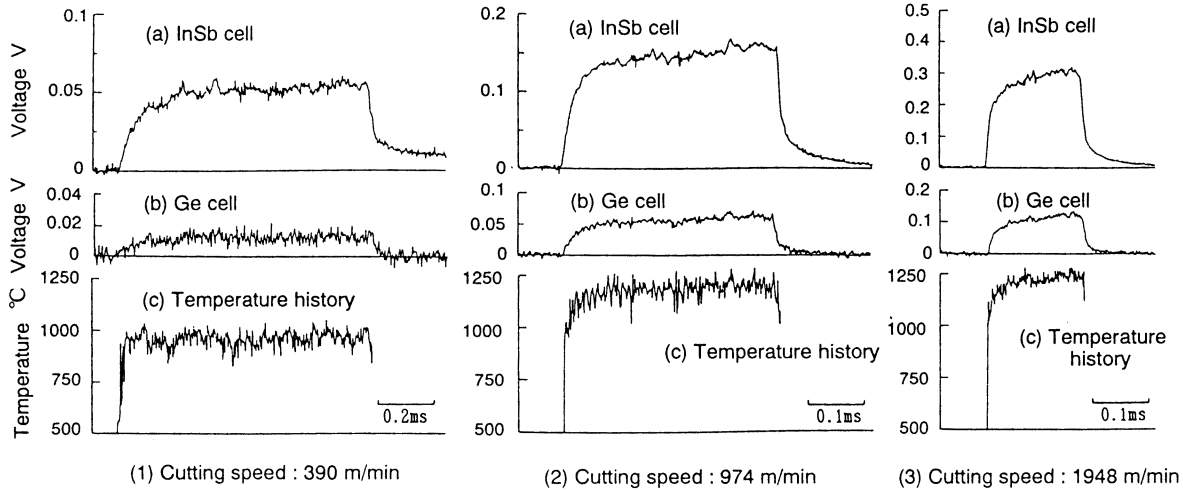 Voltage V
0.1
0.05
0
(a) InSb cell
Voltage V
0.04
0.02
0
(b) Ge cell
Temperature °C
1250
1000
750
500
(c) Temperature history
0.2ms
(1) Cutting speed : 390 m/min
0.2
0.1
0
(a) InSb cell
0.1
0.05
0
(b) Ge cell
1250
1000
750
500
(c) Temperature history
0.1ms
(2) Cutting speed : 974 m/min
0.5
0.4
0.3
0.2
0.1
0
(a) InSb cell
0.2
0.1
0
(b) Ge cell
1250
1000
750
500
(c) Temperature
history
0.1ms
(3) Cutting speed : 1948 m/min